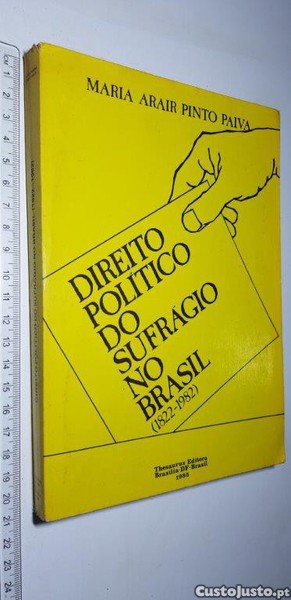 MARIA ARAIR PINTO PAIVA
DIREITO
POLÍTICO
DO
SUFRÁGIO
NO
BRASIL
(1822-1982)
Thesaurus Editora
Brasília-DF-Brasil
1985
CustoJusto.pt